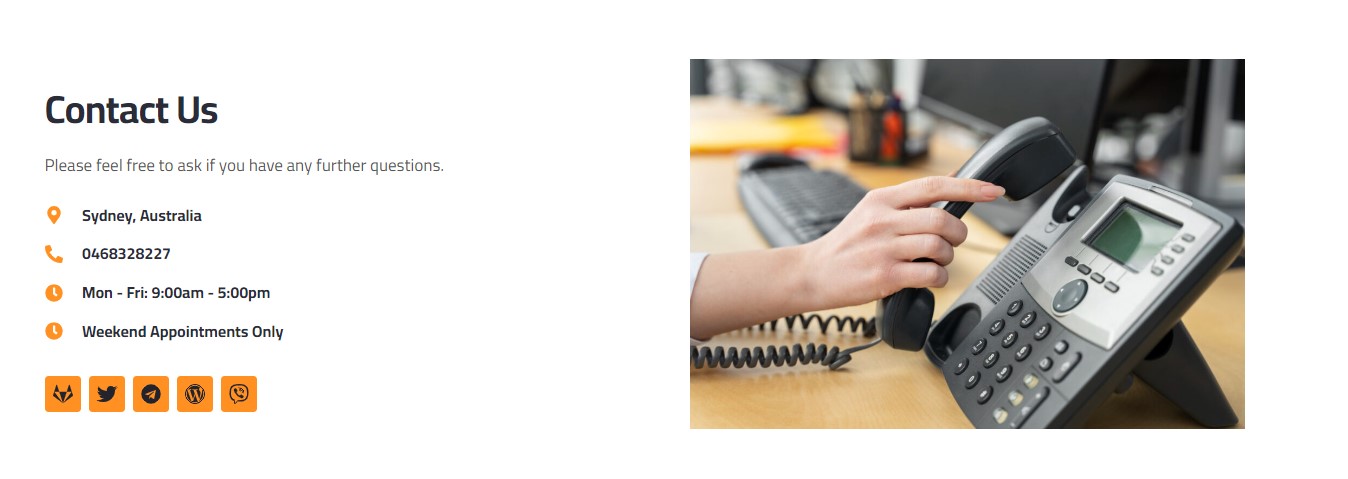 Contact Us
Please feel free to ask if you have any further questions.
Sydney, Australia
0468328227
Mon - Fri: 9:00am - 5:00pm
Weekend Appointments Only